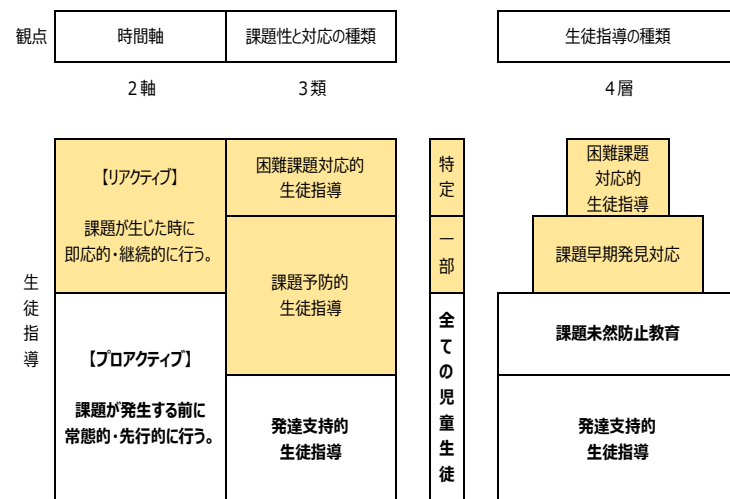 観点
時間軸
課題性と対応の種類
生徒指導の種類
2軸
3類
4層
生徒指導
【リアクティブ】
課題が生じた時に
即応的・継続的に行う。
【プロアクティブ】
課題が発生する前に
常態的・先行的に行う。
困難課題対応的
生徒指導
課題予防的
生徒指導
発達支持的
生徒指導
特定
一部
全ての児童生徒
困難課題
対応的
生徒指導
課題早期発見対応
課題未然防止教育
発達支持的
生徒指導